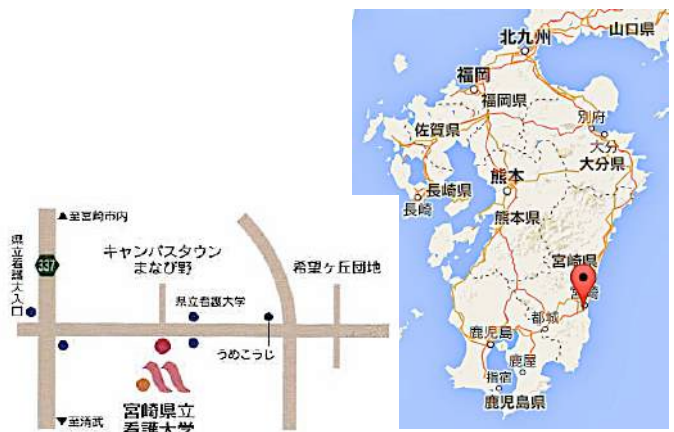 ▲至宮崎市内
337
県立看護大入口
キャンパスタウン
まなび野
希望ヶ丘団地
県立看護大学
うめこうじ
宮崎県立
看護大学
▼至清武
北九州
山口県
福岡
福岡県
佐賀県
別府
大分
大分県
長崎県
長崎
熊本
熊本県
宮崎県
宮崎
都城
鹿児島
鹿屋
指宿
鹿児島県